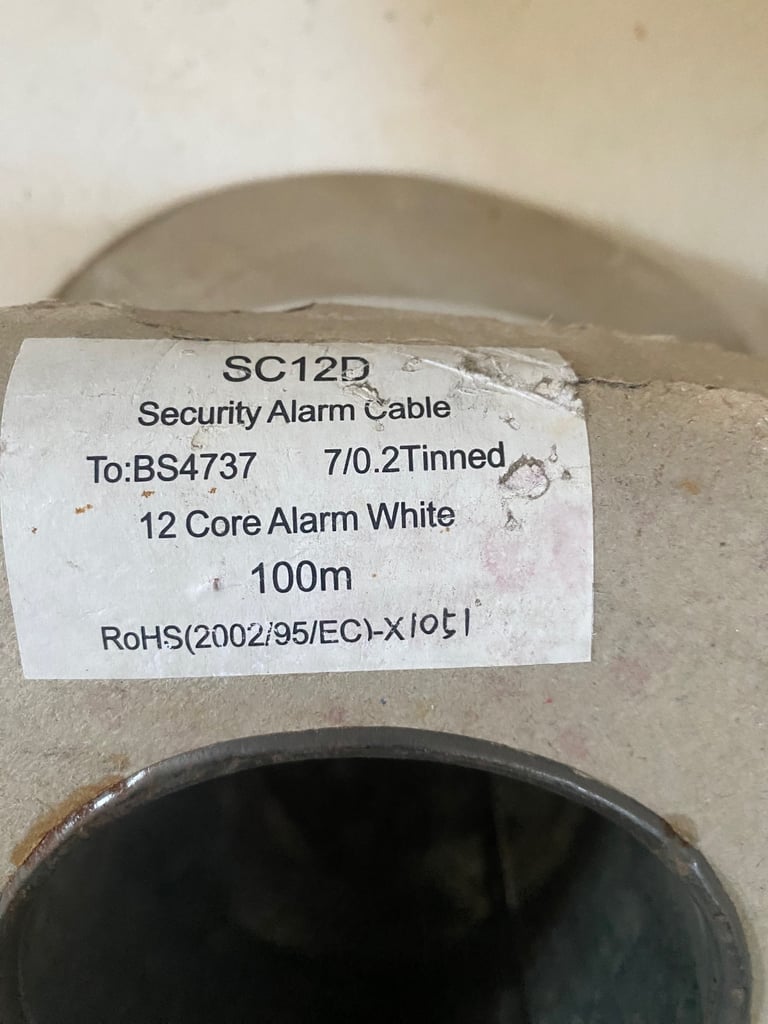 SC12D
Security Alarm Cable
To:BS4737 7/0.2Tinned
12 Core Alarm White
100m
RoHS(2002/95/EC)-X1051